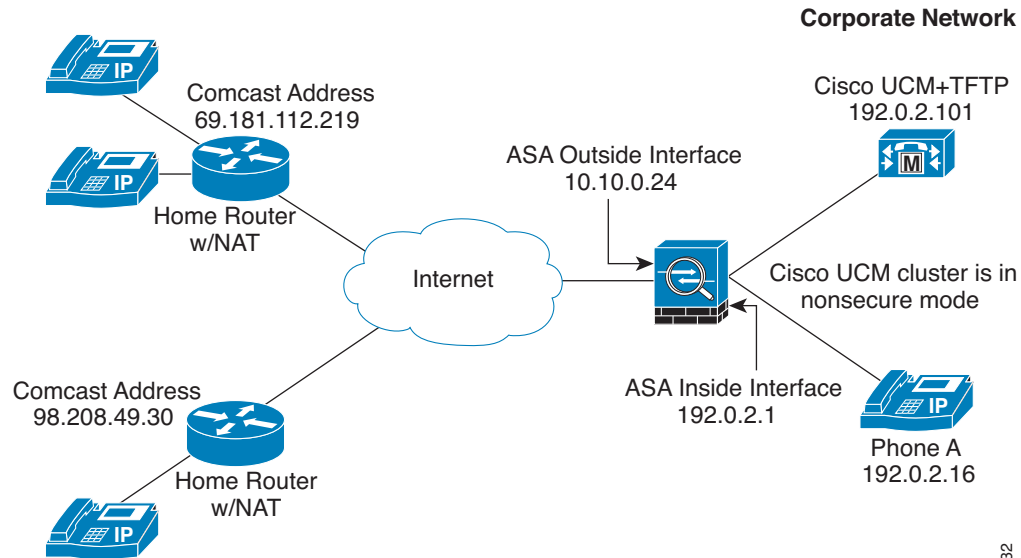 Corporate Network
IP
Comcast Address
69.181.112.219
IP
Home Router
w/NAT
Cisco UCM+TFTP
192.0.2.101
M
ASA Outside Interface
10.10.0.24
Internet
Cisco UCM cluster is in
nonsecure mode
Comcast Address
98.208.49.30
ASA Inside Interface
192.0.2.1
IP
Phone A
192.0.2.16
Home Router
w/NAT
IP